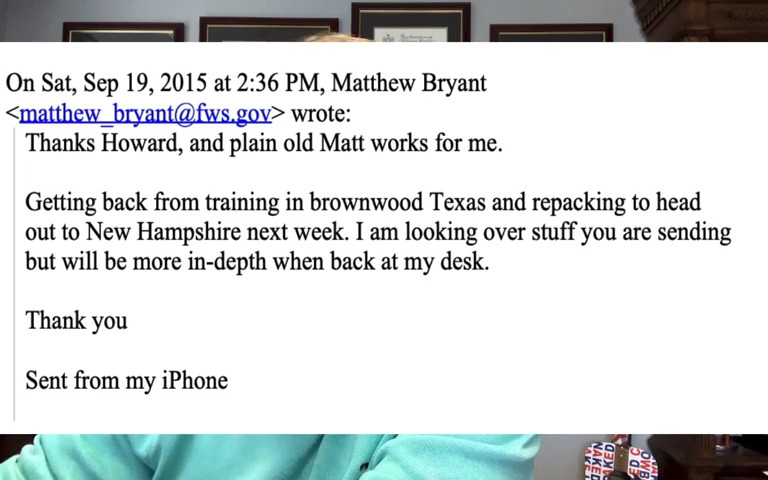 On Sat, Sep 19, 2015 at 2:36 PM, Matthew Bryant
<matthew_bryant@fws.gov> wrote:
Thanks Howard, and plain old Matt works for me.
Getting back from training in brownwood Texas and repacking to head
out to New Hampshire next week. I am looking over stuff you are sending
but will be more in-depth when back at my desk.
Thank you
Sent from my iPhone
NAKED
NAKED